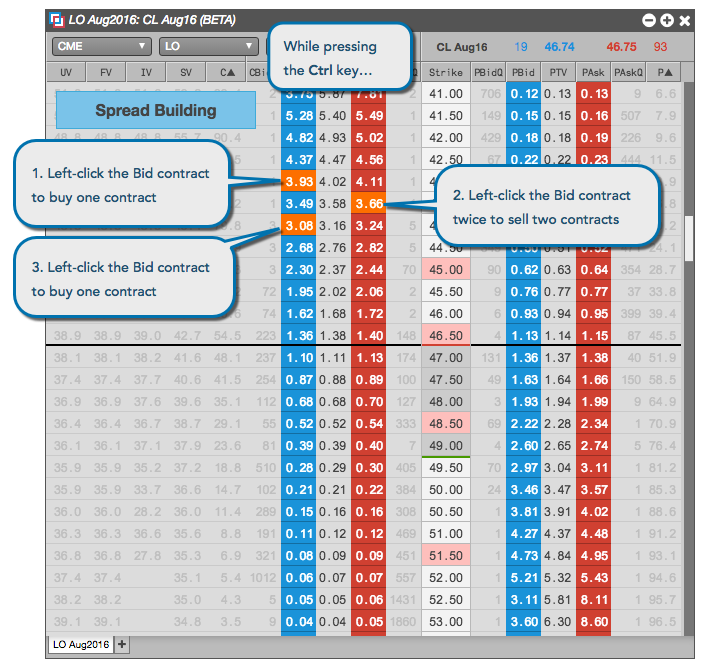 LO Aug2016: CL Aug16 (BETA)
CME LO CL Aug16 19 46.74 46.75 93
While pressing
the Ctrl key…
UV FV IV SV C▲ Strike PBidQ PBid PTV PAsk PAskQ P▲
2 41.00 706 0.12 0.13 0.13 9 6.6
Spread Building
1 5.28 5.40 5.49 1 41.50 149 0.15 0.15 0.16 507 7.9
1 4.82 4.93 5.02 1 42.00 429 0.18 0.18 0.19 226 9.6
4.37 4.47 4.56 42.50 67 0.22 0.22 0.23 444 11.5
1. Left-click the Bid contract
to buy one contract
3.93 4.02 4.11
3.49 3.58 3.66
3.08 3.16 3.24 5
2. Left-click the Bid contract
twice to sell two contracts
3 2.68 2.76 2.82 5 44.50
3. Left-click the Bid contract
to buy one contract
3 2.30 2.37 2.44 70 45.00 90 0.62 0.63 0.64 354 28.7
72 1.95 2.02 2.06 2 45.50 9 0.76 0.77 0.77 37 33.8
74 1.62 1.68 1.72 2 46.00 6 0.93 0.94 0.95 399 39.4
38.9 38.9 39.0 42.7 54.5 223 1.36 1.38 1.40 148 46.50 4 1.13 1.14 1.15 87 45.5
38.1 38.1 38.2 41.6 48.1 237 1.10 1.11 1.13 174 47.00 131 1.36 1.37 1.38 40 51.9
37.4 37.4 37.7 40.6 41.5 254 0.87 0.88 0.89 100 47.50 49 1.63 1.64 1.66 150 58.5
36.9 36.9 37.6 39.6 35.1 112 0.68 0.68 0.70 127 48.00 3 1.93 1.94 1.99 9 64.9
36.4 36.4 36.7 38.7 29.1 55 0.52 0.52 0.54 333 48.50 69 2.22 2.28 2.34 1 70.9
36.1 36.1 37.1 37.9 23.6 81 0.39 0.39 0.40 7 49.00 4 2.60 2.65 2.74 5 76.4
35.9 35.9 35.2 37.2 18.8 510 0.28 0.29 0.30 405 49.50 70 2.97 3.04 3.11 1 81.2
35.9 35.9 33.7 36.6 14.7 102 0.21 0.21 0.22 384 50.00 24 3.46 3.47 3.57 1 85.3
36.0 36.0 28.2 36.0 11.4 289 0.15 0.16 0.16 308 50.50 1 3.81 3.91 4.02 1 88.6
36.3 36.3 36.6 35.6 8.8 191 0.11 0.12 0.12 469 51.00 1 4.27 4.37 4.48 1 91.2
36.8 36.8 27.8 35.3 6.9 321 0.08 0.09 0.09 451 51.50 1 4.73 4.84 4.95 1 93.1
37.4 37.4 35.1 5.4 1012 0.06 0.07 0.07 557 52.00 1 5.21 5.32 5.43 1 94.6
38.2 38.2 35.0 4.3 5 0.05 0.05 0.06 1431 52.50 1 3.11 5.81 8.11 1 95.7
39.1 39.1 34.8 3.5 9 0.04 0.04 0.05 1860 53.00 1 3.60 6.30 8.60 1 96.5
LO Aug2016 +